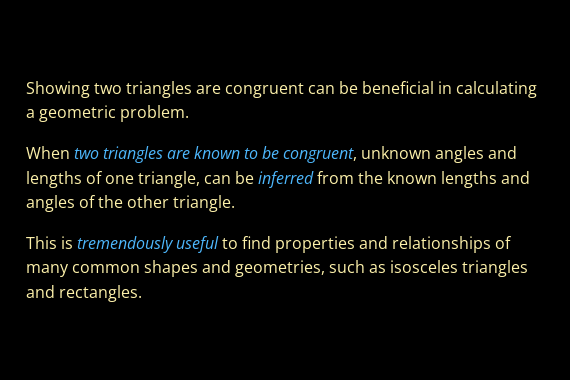 Showing two triangles are congruent can be beneficial in calculating
a geometric problem.
When two triangles are known to be congruent, unknown angles and
lengths of one triangle, can be inferred from the known lengths and
angles of the other triangle.
This is tremendously useful to find properties and relationships of
many common shapes and geometries, such as isosceles triangles
and rectangles.